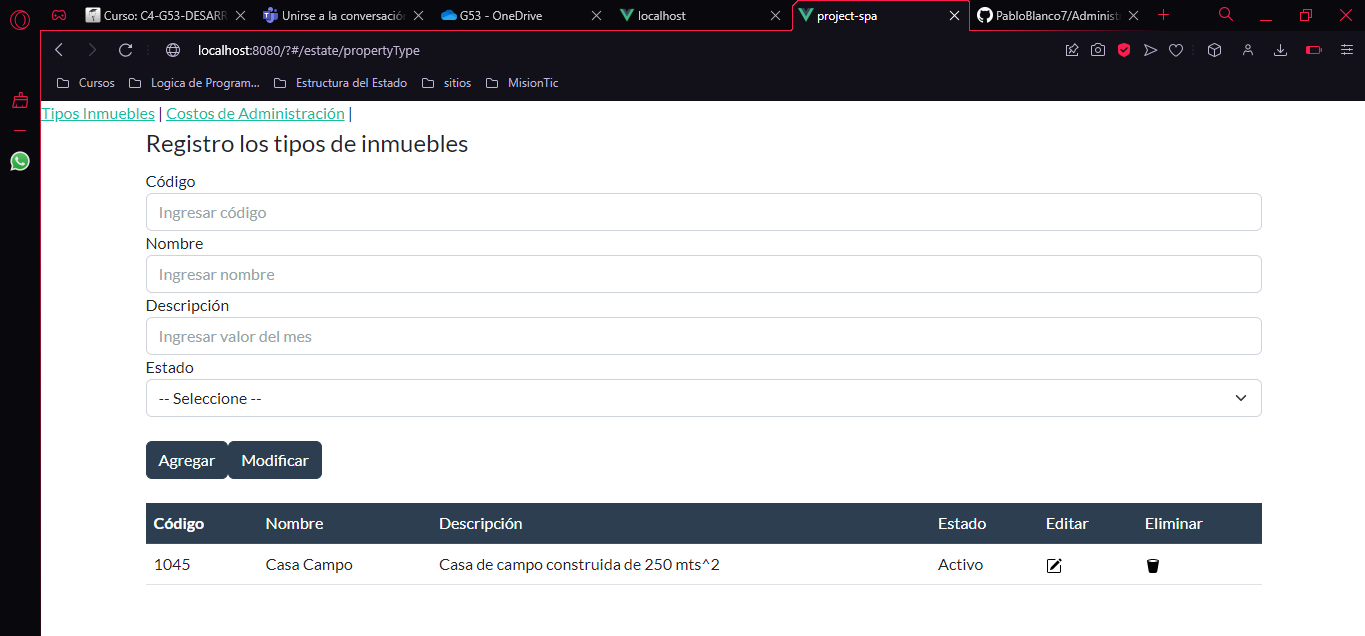 Curso: C4-G53-DESARR
Unirse a la conversación
G53 - OneDrive
localhost
project-spa
PabloBlanco7/Administ
localhost:8080/?#/estate/propertyType
Cursos
Logica de Program...
Estructura del Estado
sitios
MisionTic
Tipos Inmuebles | Costos de Administración |
Registro los tipos de inmuebles
Código
Ingresar código
Nombre
Ingresar nombre
Descripción
Ingresar valor del mes
Estado
-- Seleccione --
Agregar Modificar
Código Nombre Descripción Estado Editar Eliminar
1045 Casa Campo Casa de campo construida de 250 mts^2 Activo